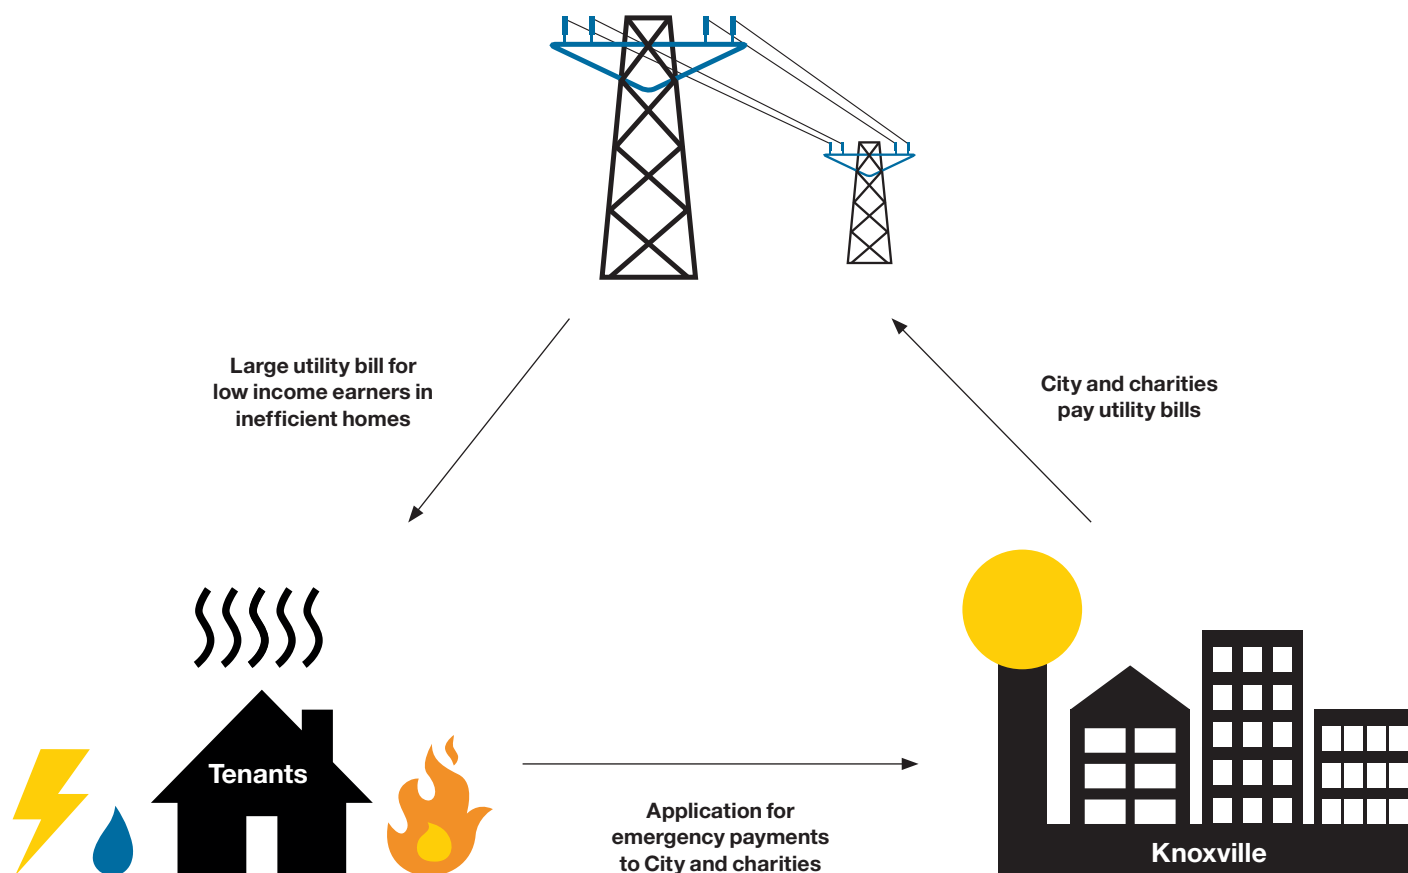 Large utility bill for
low income earners in
inefficient homes
City and charities
pay utility bills
Tenants
Application for
emergency payments
to City and charities
Knoxville